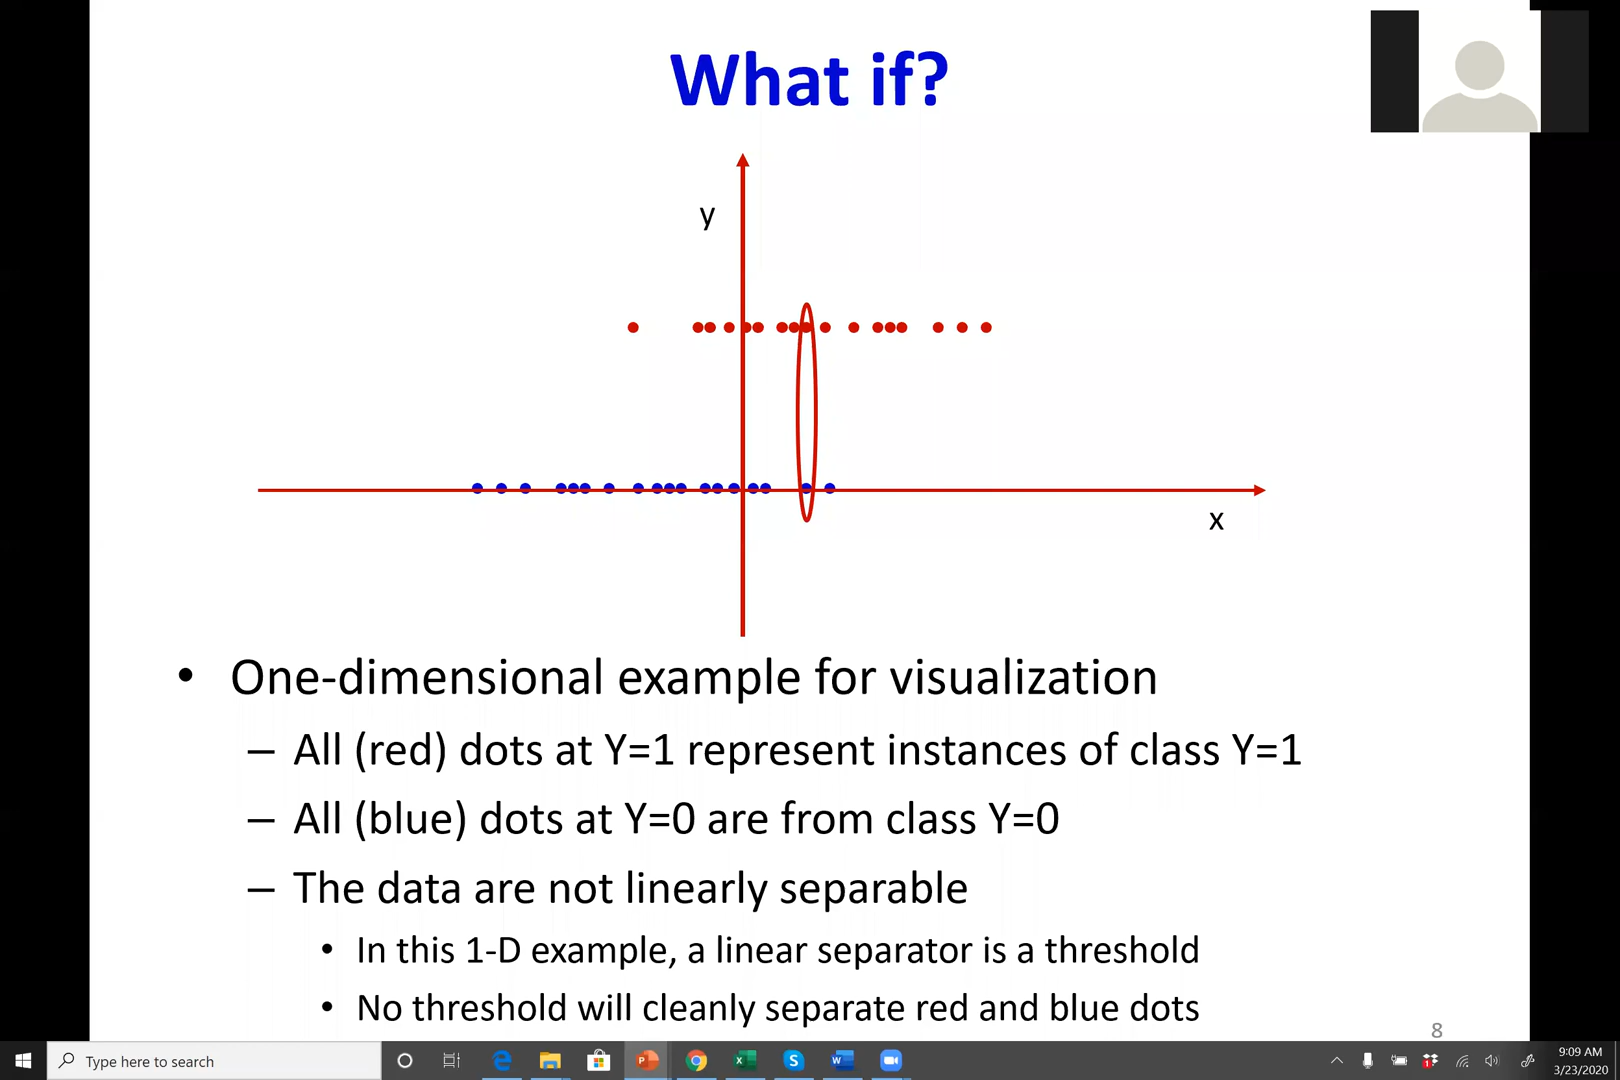 What if?
y
x
• One-dimensional example for visualization
– All (red) dots at Y=1 represent instances of class Y=1
– All (blue) dots at Y=0 are from class Y=0
– The data are not linearly separable
• In this 1-D example, a linear separator is a threshold
• No threshold will cleanly separate red and blue dots
8
Type here to search
9:09 AM
3/23/2020